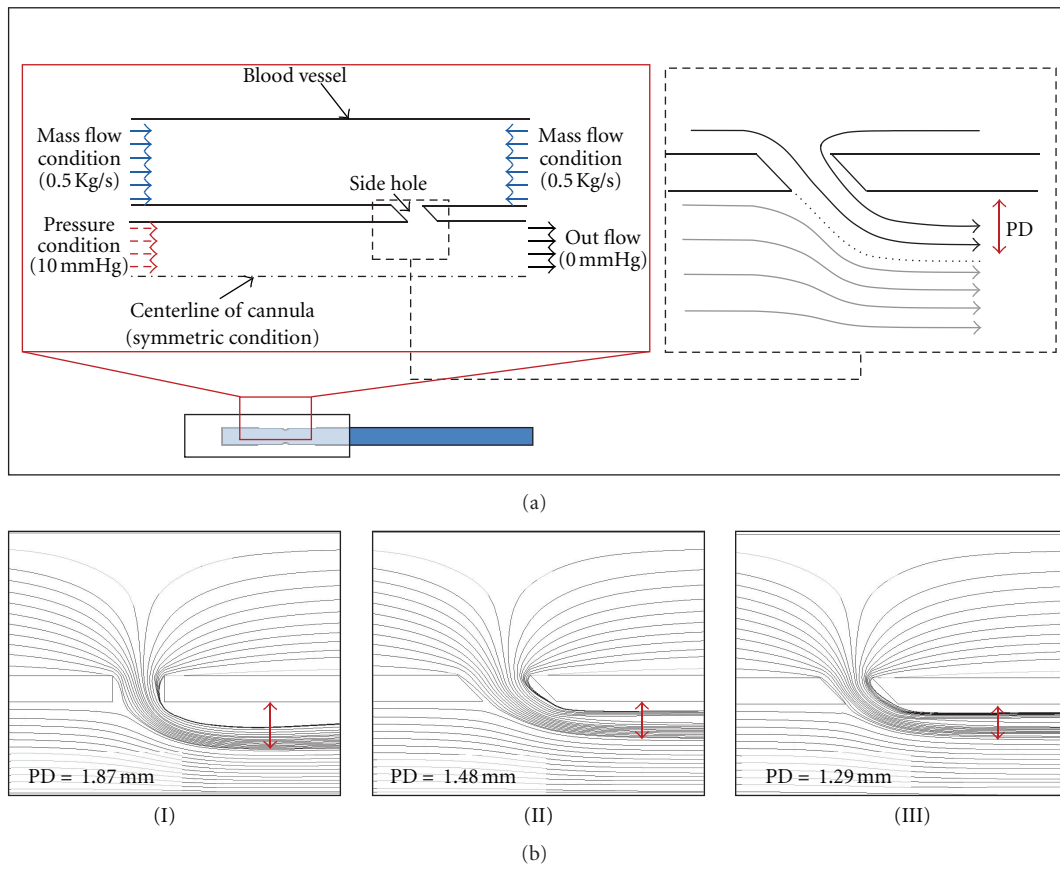 Blood vessel
Mass flow
condition
(0.5 Kg/s)
Mass flow
condition
(0.5 Kg/s)
Side hole
Pressure
condition
(10 mmHg)
Out flow
(0 mmHg)
Centerline of cannula
(symmetric condition)
PD
(a)
PD = 1.87 mm
PD = 1.48 mm
PD = 1.29 mm
(I)
(II)
(III)
(b)